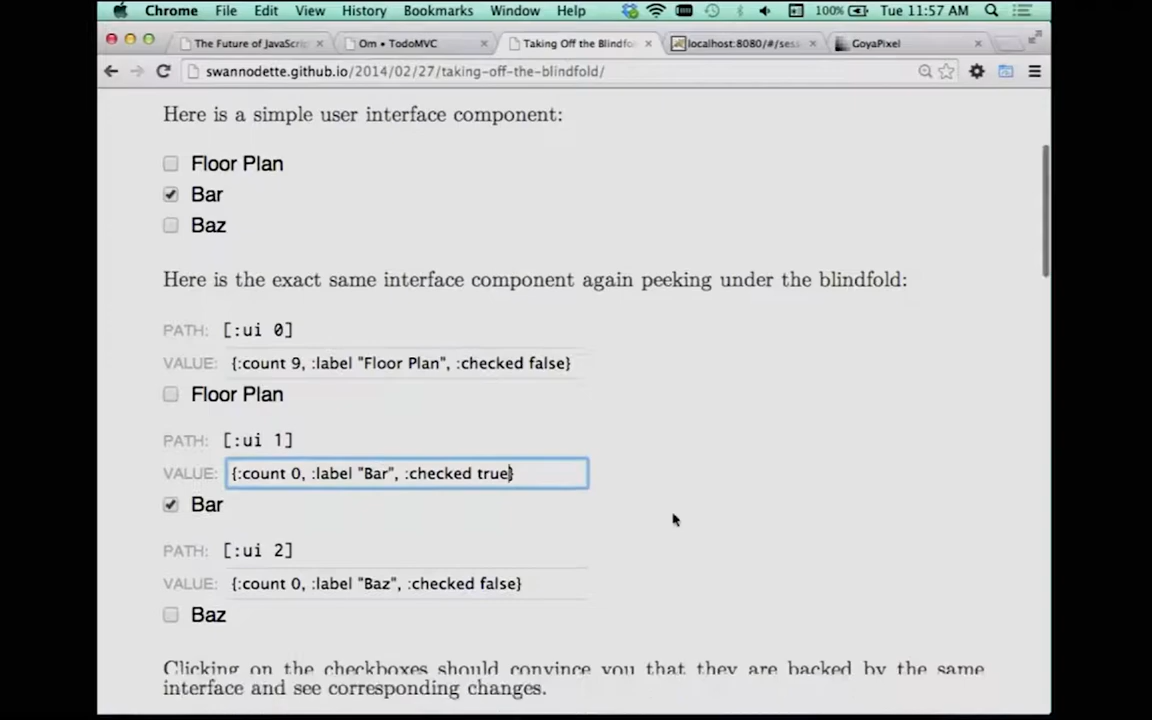 Chrome File Edit View History Bookmarks Window Help 100% Tue 11:57 AM
The Future of JavaScri
Om • TodoMVC
Taking Off the Blindfo
localhost:8080/#/ses
GoyaPixel
swannodette.github.io/2014/02/27/taking-off-the-blindfold/
Here is a simple user interface component:
Floor Plan
Bar
Baz
Here is the exact same interface component again peeking under the blindfold:
PATH: [:ui 0]
VALUE: {:count 9, :label "Floor Plan", :checked false}
Floor Plan
PATH: [:ui 1]
VALUE: {:count 0, :label "Bar", :checked true}
Bar
PATH: [:ui 2]
VALUE: {:count 0, :label "Baz", :checked false}
Baz
Clicking on the checkboxes should convince you that they are backed by the same
interface and see corresponding changes.